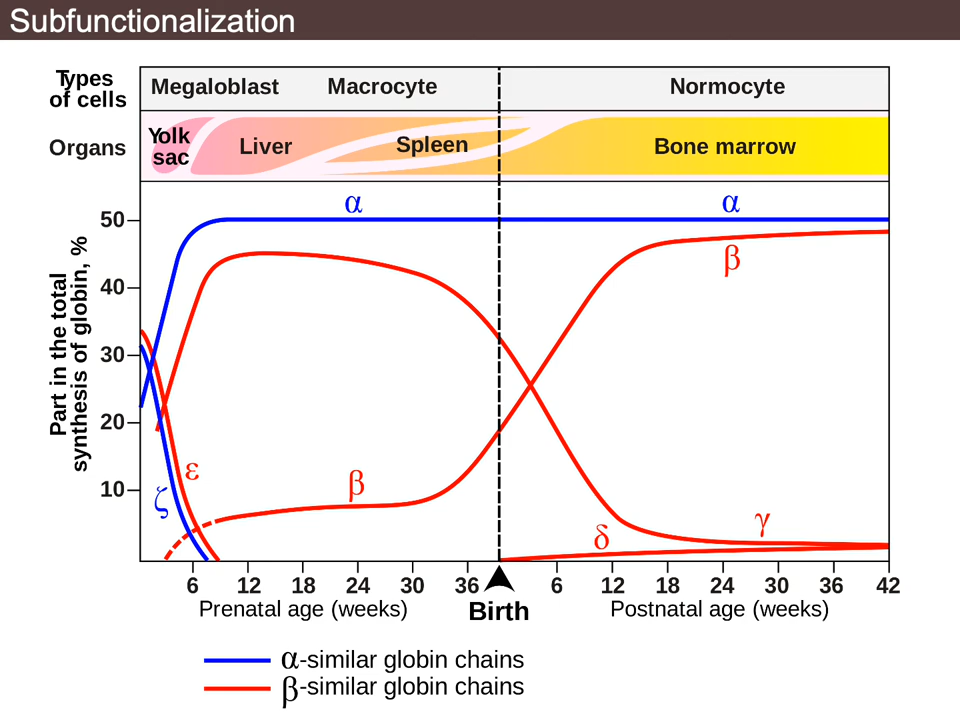 Subfunctionalization
Types
of cells
Megaloblast
Macrocyte
Normocyte
Organs
Yolk
sac
Liver
Spleen
Bone marrow
Part in the total
synthesis of globin, %
50
40
30
20
10
α
α
β
ε
ζ
β
δ
γ
6 12 18 24 30 36
6 12 18 24 30 36 42
Prenatal age (weeks)
Birth
Postnatal age (weeks)
α-similar globin chains
β-similar globin chains